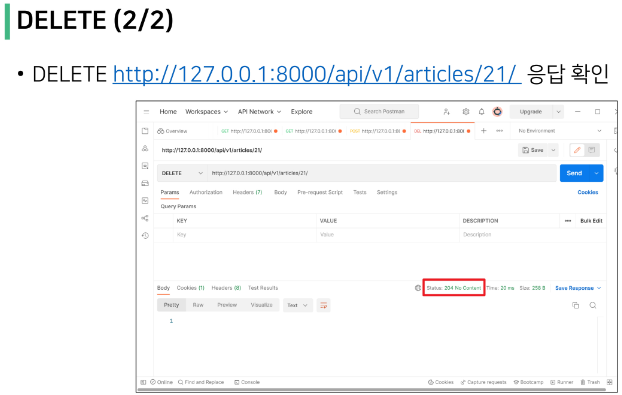 DELETE (2/2)
• DELETE http://127.0.0.1:8000/api/v1/articles/21/ 응답 확인
Home Workspaces API Network Explore Search Postman Upgrade
Overview GET http://127.0.0.1:800 GET http://127.0.0.1:800 http://127.0.0.1:80 DEL http://127.0.0.1:800 + ••• No Environment
http://127.0.0.1:8000/api/v1/articles/21/ Save
DELETE http://127.0.0.1:8000/api/v1/articles/21/ Send
Params Authorization Headers (7) Body Pre-request Script Tests Settings Cookies
Query Params
KEY VALUE DESCRIPTION ••• Bulk Edit
Key Value Description
Body Cookies (1) Headers (8) Test Results Status: 204 No Content Time: 20 ms Size: 256 B Save Response
Pretty Raw Preview Visualize Text
1
Online Find and Replace Console Cookies Capture requests Bootcamp Runner Trash